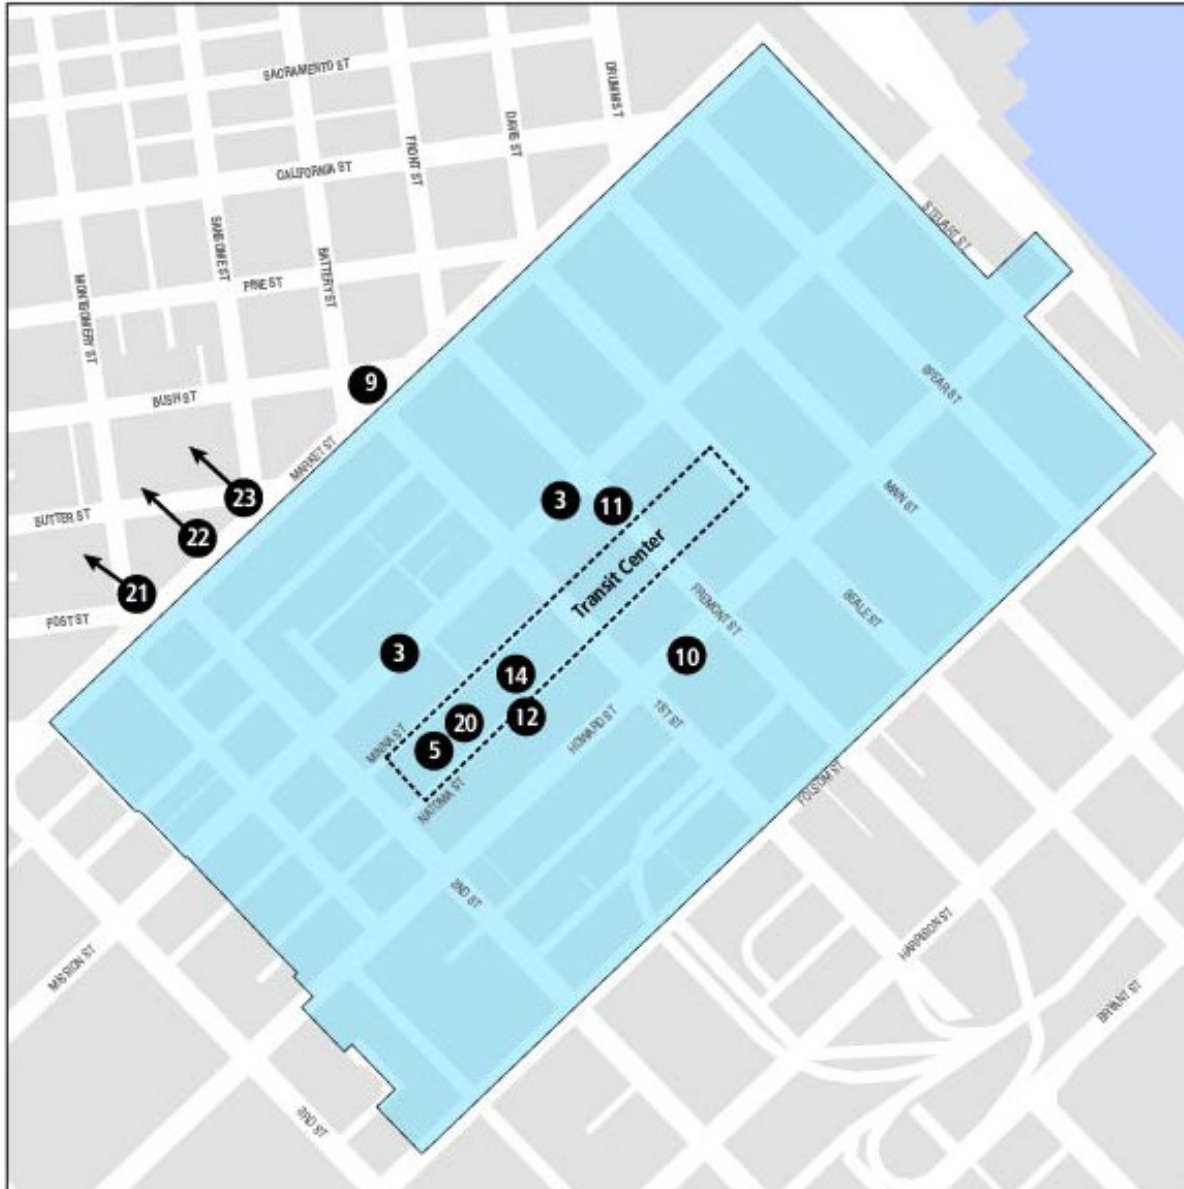 SACRAMENTO ST
DRUMM ST
DAVIS ST
FRONT ST
CALIFORNIA ST
SANSOME ST
BATTERY ST
STEUART ST
PINE ST
MONTGOMERY ST
9
SPEAR ST
BUSH ST
MARKET ST
23
3
11
MAIN ST
SUTTER ST
22
Transit Center
21
FREMONT ST
BEALE ST
POST ST
3
10
14
20
12
1ST ST
HOWARD ST
MINNA ST
5
NATOMA ST
FOLSOM ST
2ND ST
HARRISON ST
MISSION ST
BRYANT ST
3RD ST